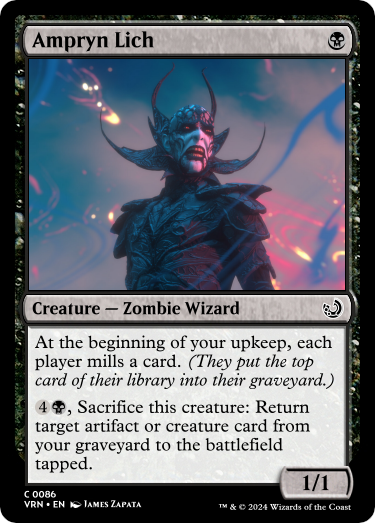 Ampryn Lich
Creature — Zombie Wizard
At the beginning of your upkeep, each
player mills a card. (They put the top
card of their library into their graveyard.)
4, Sacrifice this creature: Return
target artifact or creature card from
your graveyard to the battlefield
tapped.
1/1
C 0086
VRN • EN JAMES ZAPATA
™ & © 2024 Wizards of the Coast